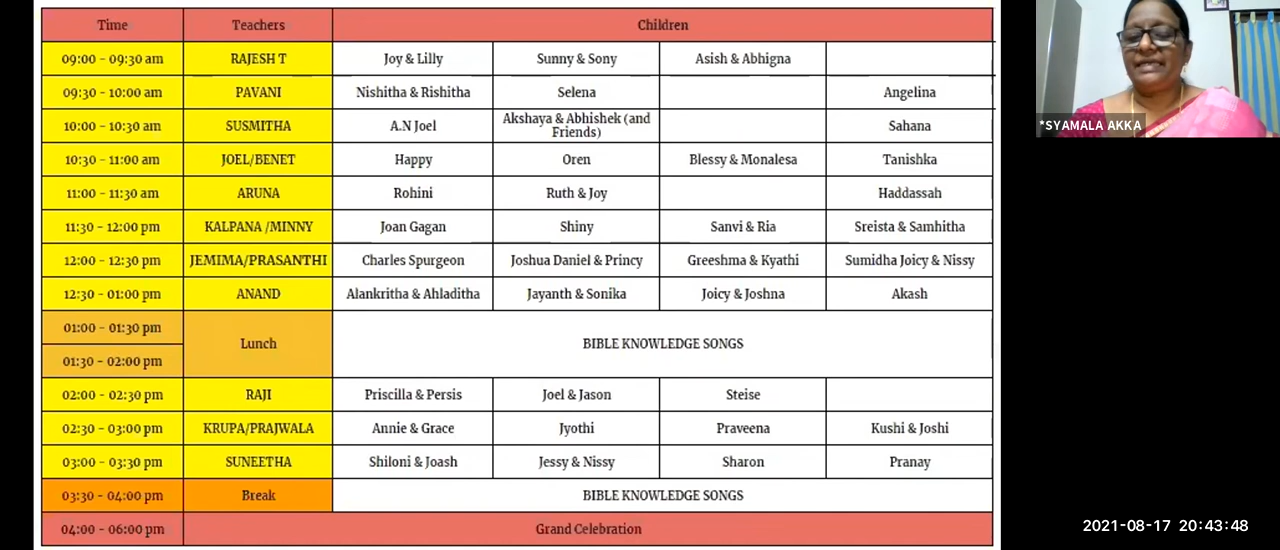 Time Teachers Children
09:00 - 09:30 am RAJESH T Joy & Lilly Sunny & Sony Asish & Abhigna
09:30 - 10:00 am PAVANI Nishitha & Rishitha Selena Angelina
10:00 - 10:30 am SUSMITHA A.N Joel Akshaya & Abhishek (and
Friends) Sahana
10:30 - 11:00 am JOEL/BENET Happy Oren Blessy & Monalesa Tanishka
11:00 - 11:30 am ARUNA Rohini Ruth & Joy Haddassah
11:30 - 12:00 pm KALPANA /MINNY Joan Gagan Shiny Sanvi & Ria Sreista & Samhitha
12:00 - 12:30 pm JEMIMA/PRASANTHI Charles Spurgeon Joshua Daniel & Princy Greeshma & Kyathi Sumidha Joicy & Nissy
12:30 - 01:00 pm ANAND Alankritha & Ahladitha Jayanth & Sonika Joicy & Joshna Akash
01:00 - 01:30 pm
Lunch BIBLE KNOWLEDGE SONGS
01:30 - 02:00 pm
02:00 - 02:30 pm RAJI Priscilla & Persis Joel & Jason Steise
02:30 - 03:00 pm KRUPA/PRAJWALA Annie & Grace Jyothi Praveena Kushi & Joshi
03:00 - 03:30 pm SUNEETHA Shiloni & Joash Jessy & Nissy Sharon Pranay
03:30 - 04:00 pm Break BIBLE KNOWLEDGE SONGS
04:00 - 06:00 pm Grand Celebration
*SYAMALA AKKA
2021-08-17 20:43:48